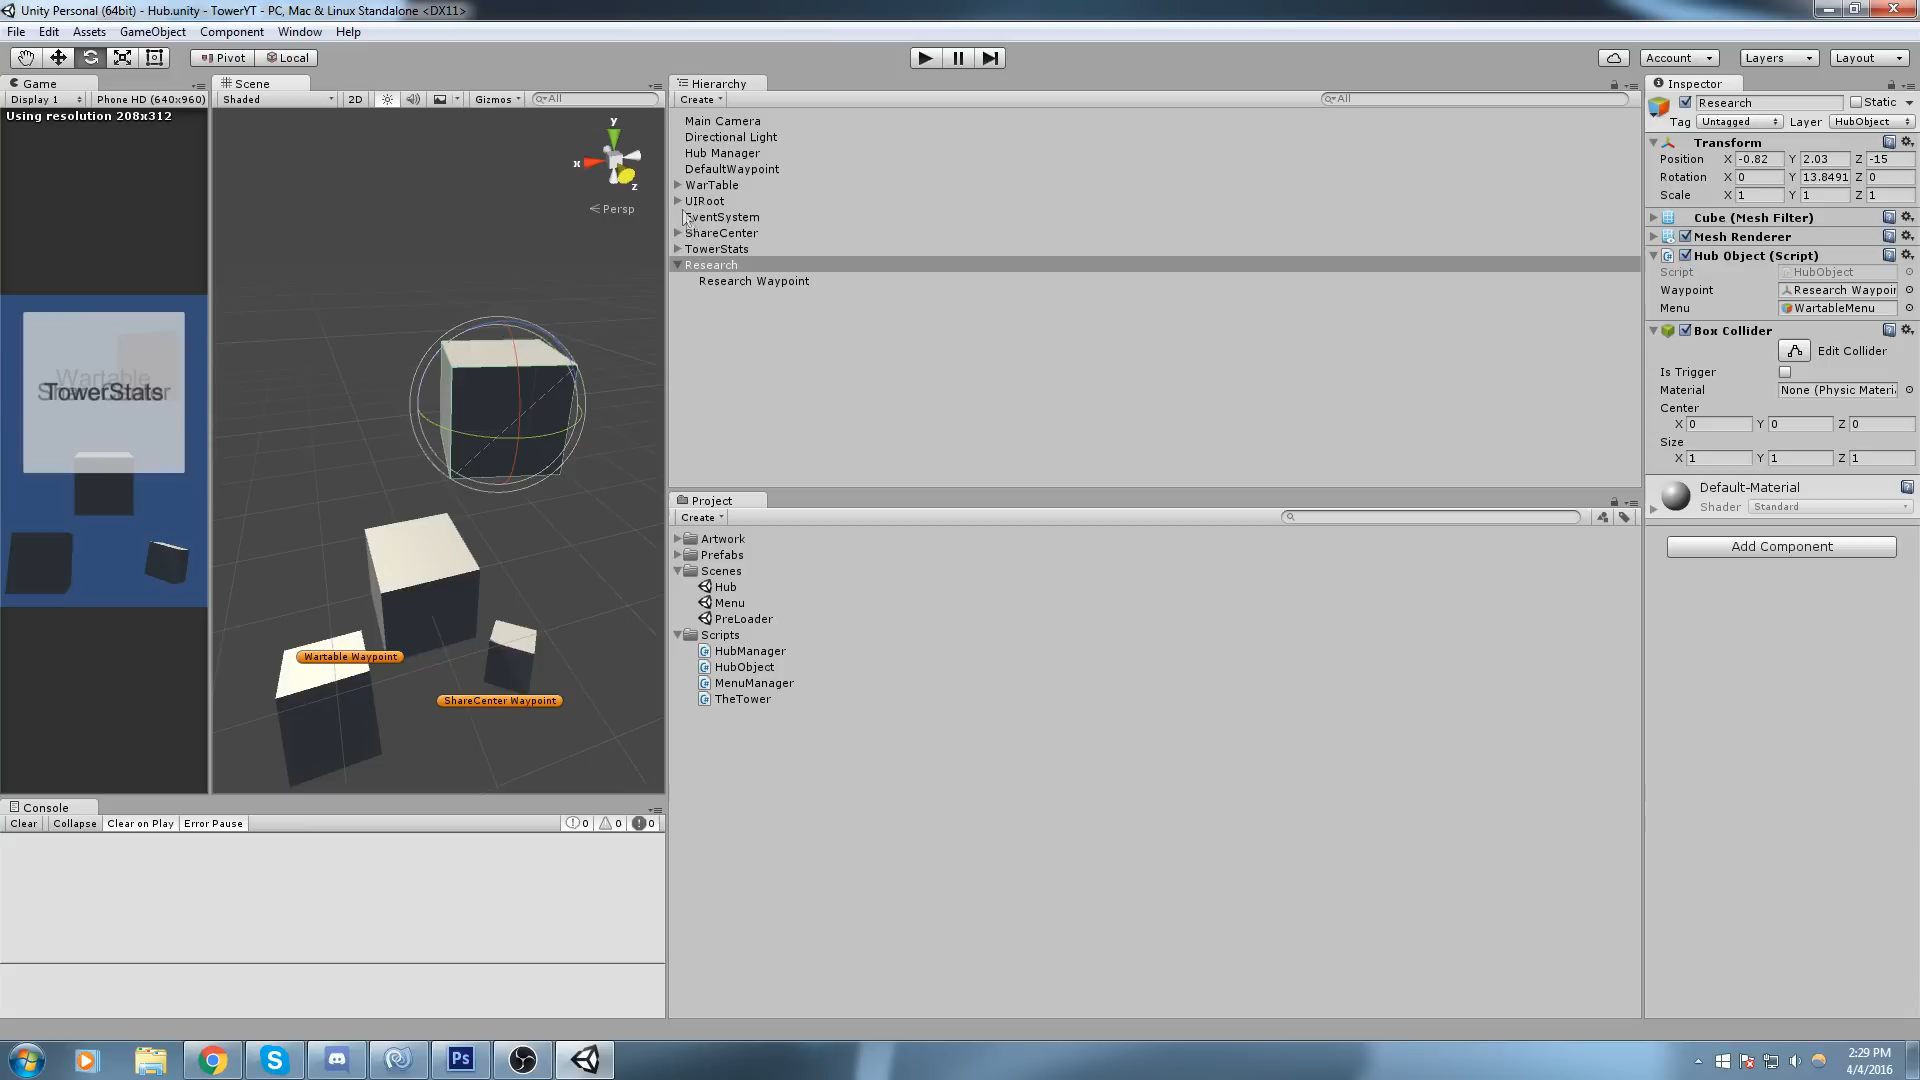 Unity Personal (64bit) - Hub.unity - TowerYT - PC, Mac & Linux Standalone <DX11>
File Edit Assets GameObject Component Window Help
Pivot Local Account Layers Layout
Game
Display 1 Phone HD (640x960)
Using resolution 208x312
TowerStats
Scene
Shaded 2D Gizmos All
y
x
z
Persp
Wartable Waypoint
ShareCenter Waypoint
Hierarchy
Create All
Main Camera
Directional Light
Hub Manager
DefaultWaypoint
WarTable
UIRoot
EventSystem
ShareCenter
TowerStats
Research
Research Waypoint
Project
Create
Artwork
Prefabs
Scenes
Hub
Menu
PreLoader
Scripts
HubManager
HubObject
MenuManager
TheTower
Console
Clear Collapse Clear on Play Error Pause 0 0 0
Inspector
Research Static
Tag Untagged Layer HubObject
Transform
Position X -0.82 Y 2.03 Z -15
Rotation X 0 Y 13.8491 Z 0
Scale X 1 Y 1 Z 1
Cube (Mesh Filter)
Mesh Renderer
Hub Object (Script)
Script HubObject
Waypoint Research Waypoin
Menu WartableMenu
Box Collider
Edit Collider
Is Trigger
Material None (Physic Materi
Center
X 0 Y 0 Z 0
Size
X 1 Y 1 Z 1
Default-Material
Shader Standard
Add Component
Ps
2:29 PM
4/4/2016